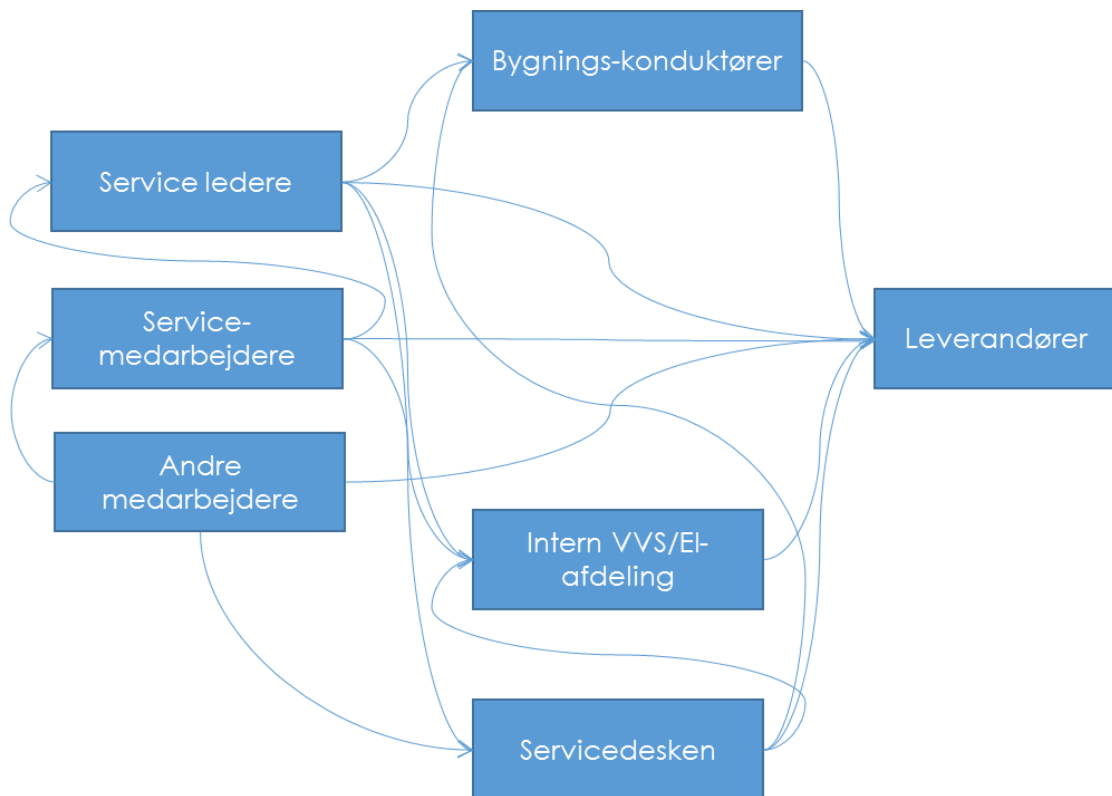 Bygnings-konduktører
Service ledere
Service-
medarbejdere
Leverandører
Andre
medarbejdere
Intern VVS/El-
afdeling
Servicedesken